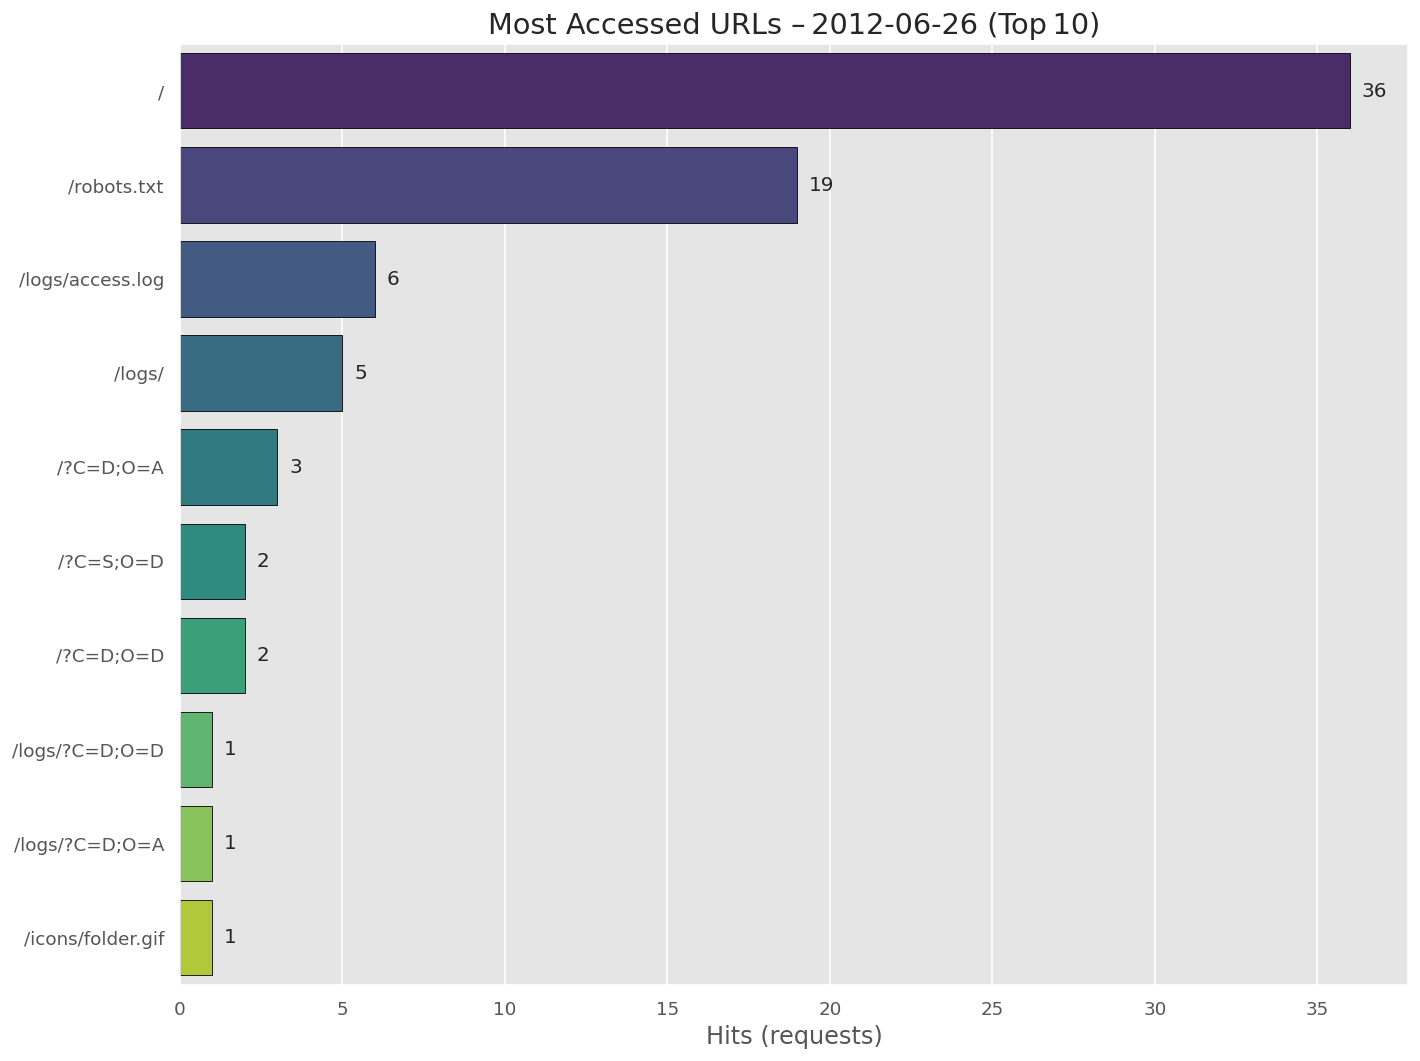 Most Accessed URLs – 2012-06-26 (Top 10)
/ 36
/robots.txt 19
/logs/access.log 6
/logs/ 5
/?C=D;O=A 3
/?C=S;O=D 2
/?C=D;O=D 2
/logs/?C=D;O=D 1
/logs/?C=D;O=A 1
/icons/folder.gif 1
0 5 10 15 20 25 30 35
Hits (requests)